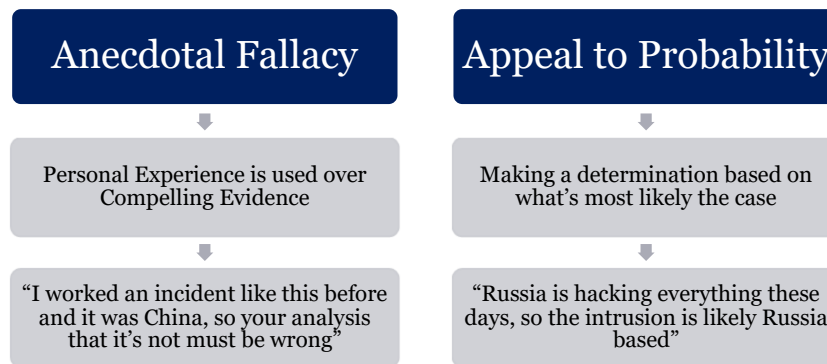 Anecdotal Fallacy
Personal Experience is used over
Compelling Evidence
“I worked an incident like this before
and it was China, so your analysis
that it's not must be wrong”
Appeal to Probability
Making a determination based on
what's most likely the case
“Russia is hacking everything these
days, so the intrusion is likely Russia
based”